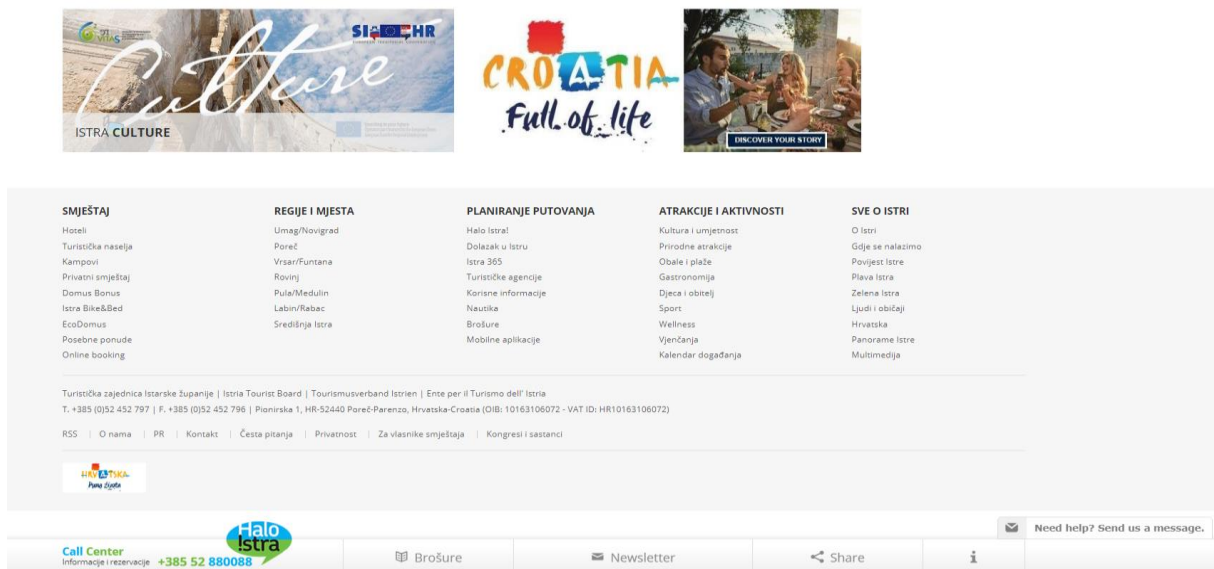 VITAS
SI HR
Culture
ISTRA CULTURE
CROATIA
Full of life
DISCOVER YOUR STORY
SMJEŠTAJ
Hoteli
Turistička naselja
Kampovi
Privatni smještaj
Domus Bonus
Istra Bike&Bed
EcoDomus
Posebne ponude
Online booking
REGIJE I MJESTA
Umag/Novigrad
Poreč
Vrsar/Funtana
Rovinj
Pula/Medulin
Labin/Rabac
Središnja Istra
PLANIRANJE PUTOVANJA
Halo Istra!
Dolazak u Istru
Istra 365
Turističke agencije
Korisne informacije
Nautika
Brošure
Mobilne aplikacije
ATRAKCIJE I AKTIVNOSTI
Kultura i umjetnost
Prirodne atrakcije
Obale i plaže
Gastronomija
Djeca i obitelj
Sport
Wellness
Vjenčanja
Kalendar događanja
SVE O ISTRI
O Istri
Gdje se nalazimo
Povijest Istre
Plava Istra
Zelena Istra
Ljudi i običaji
Hrvatska
Panorame Istre
Multimedija
Turistička zajednica Istarske županije | Istria Tourist Board | Tourismusverband Istrien | Ente per il Turismo dell' Istria
T. +385 (0)52 452 797 | F. +385 (0)52 452 796 | Pionirska 1, HR-52440 Poreč-Parenzo, Hrvatska-Croatia (OIB: 10163106072 - VAT ID: HR10163106072)
RSS | O nama | PR | Kontakt | Česta pitanja | Privatnost | Za vlasnike smještaja | Kongresi i sastanci
HRVATSKA
Puna života
Need help? Send us a message.
Call Center
Informacije i rezervacije +385 52 880088
Halo
Istra
Brošure
Newsletter
Share
i